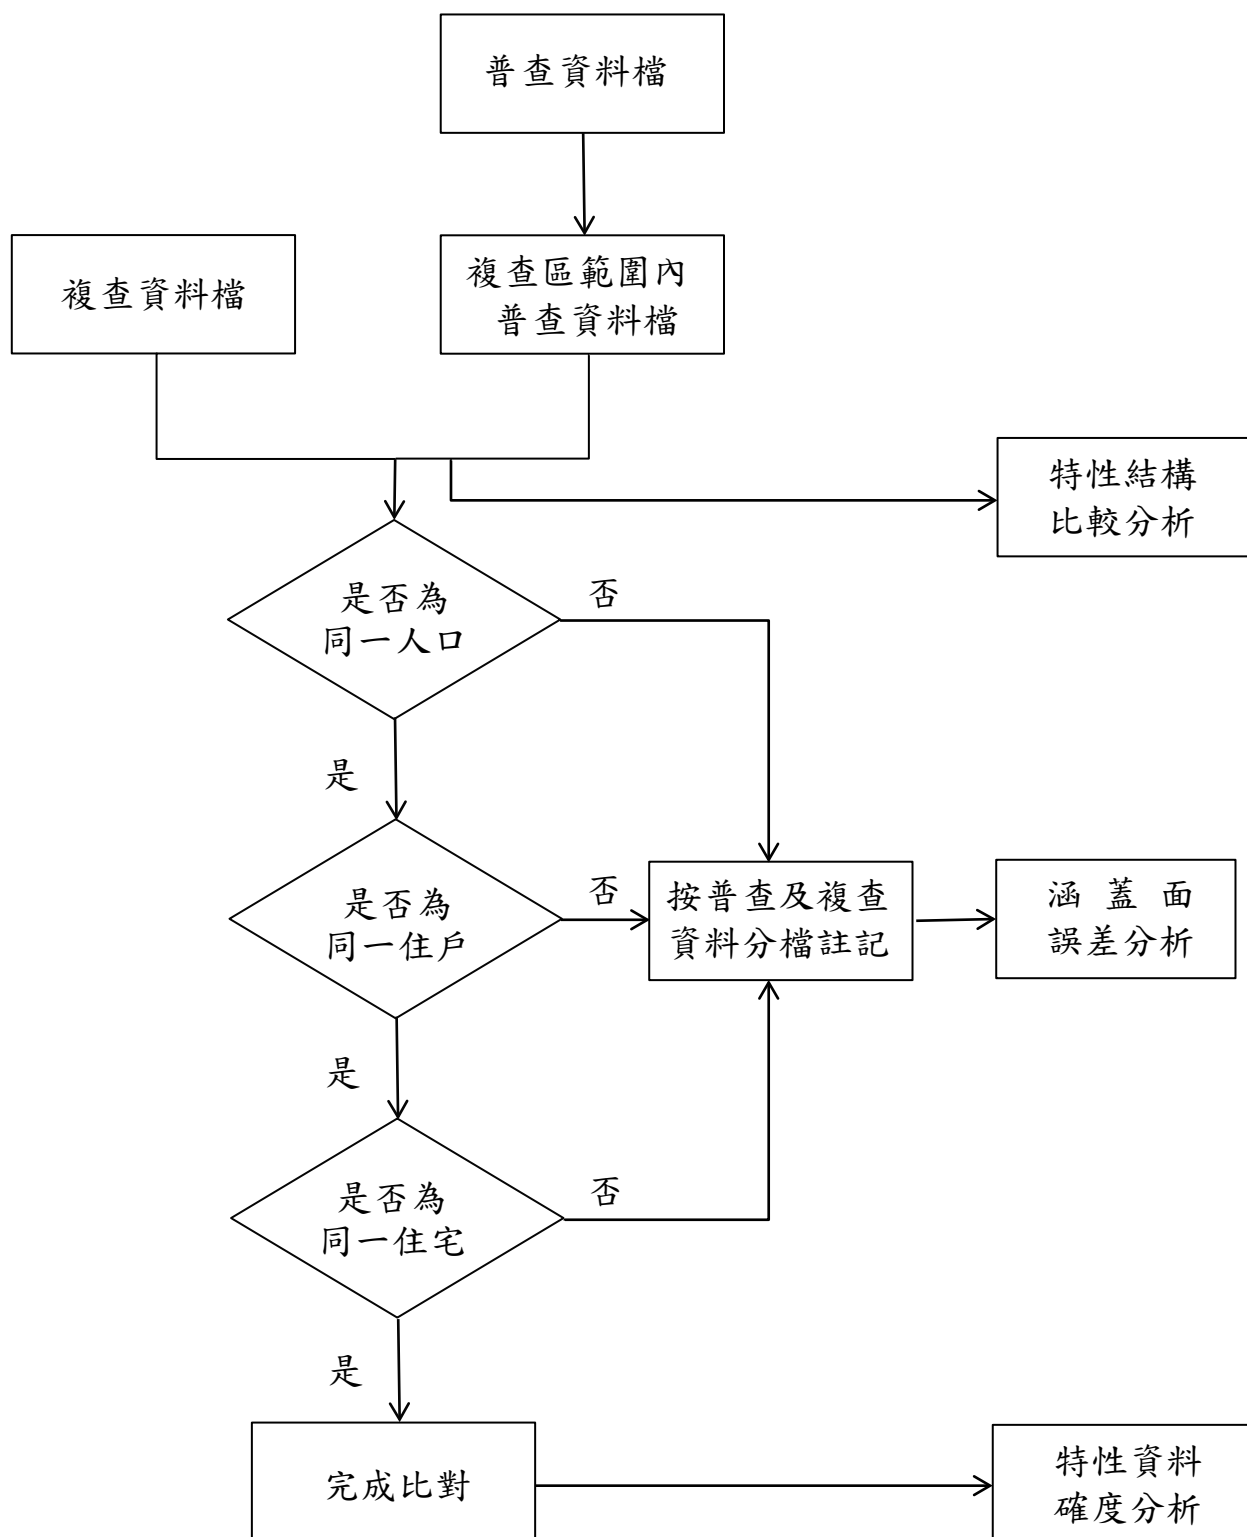 普查資料檔
複查資料檔
複查區範圍內
普查資料檔
特性結構
比較分析
是否為
同一人口
否
是
是否為
同一住戶
否
按普查及複查
資料分檔註記
涵蓋面
誤差分析
是
是否為
同一住宅
否
是
完成比對
特性資料
確度分析